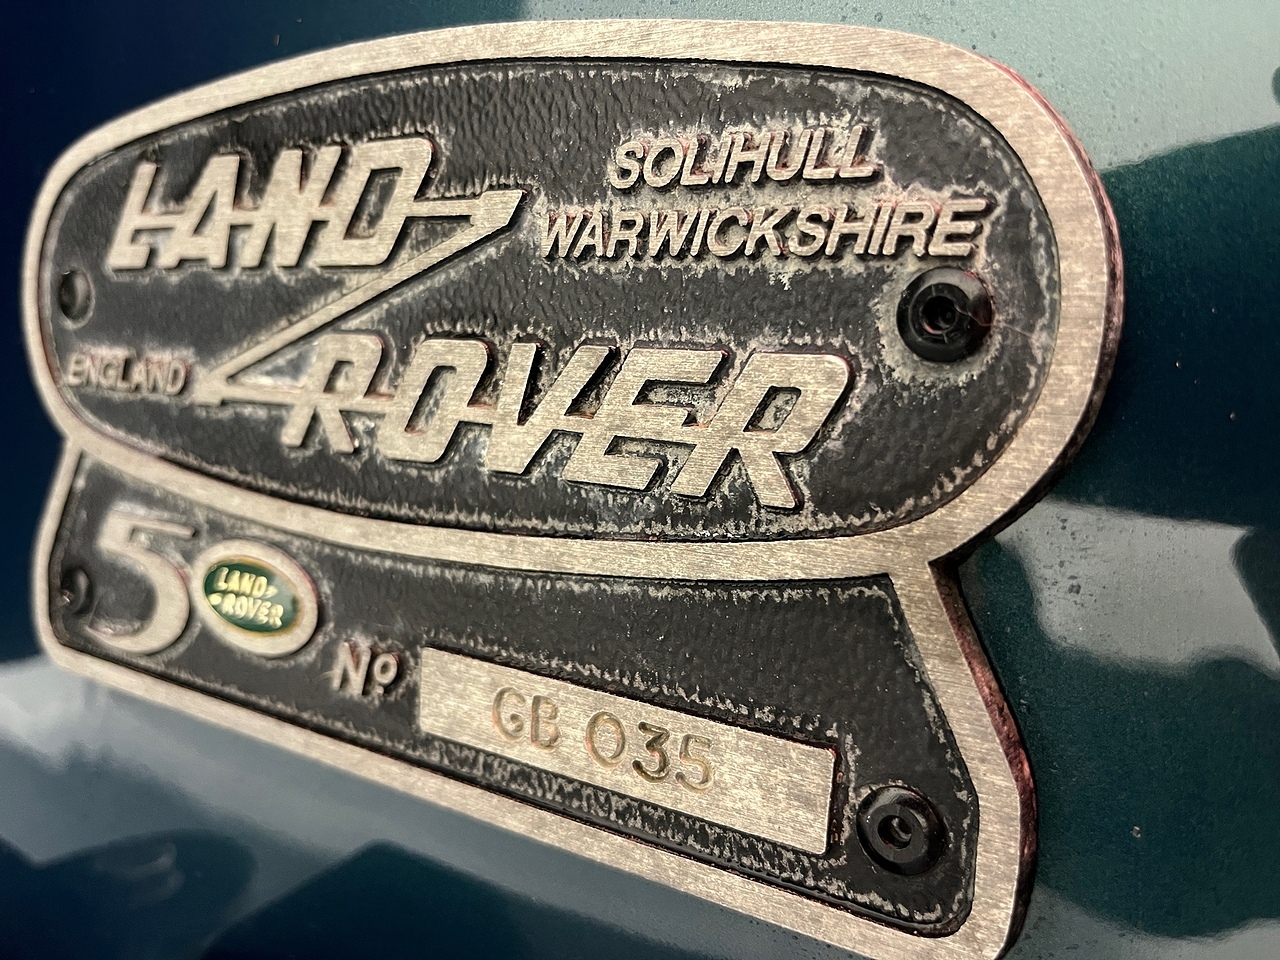 LAND
SOLIHULL
WARWICKSHIRE
ENGLAND
ROVER
50
LAND
ROVER
Nº
GB 035